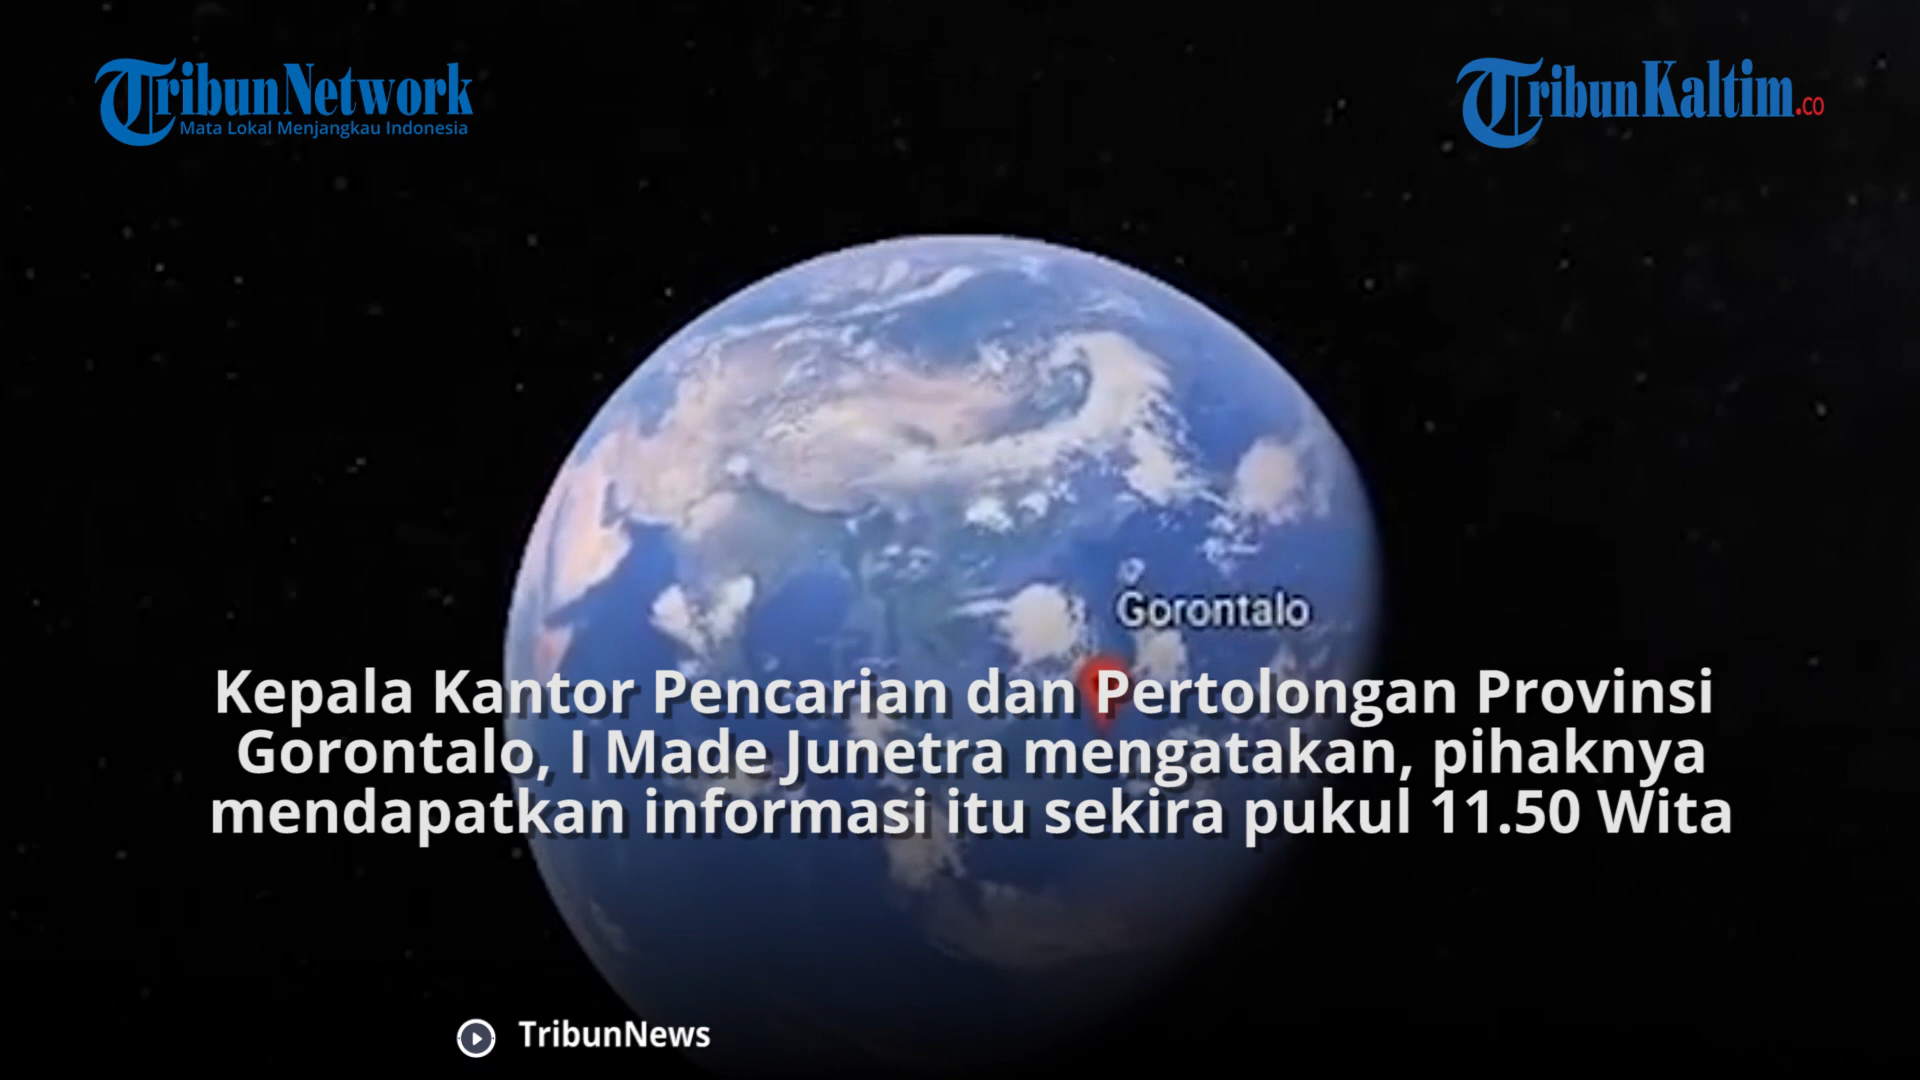 TribunNetwork
Mata Lokal Menjangkau Indonesia
TribunKaltim.co
Gorontalo
Kepala Kantor Pencarian dan Pertolongan Provinsi
Gorontalo, I Made Junetra mengatakan, pihaknya
mendapatkan informasi itu sekira pukul 11.50 Wita
TribunNews